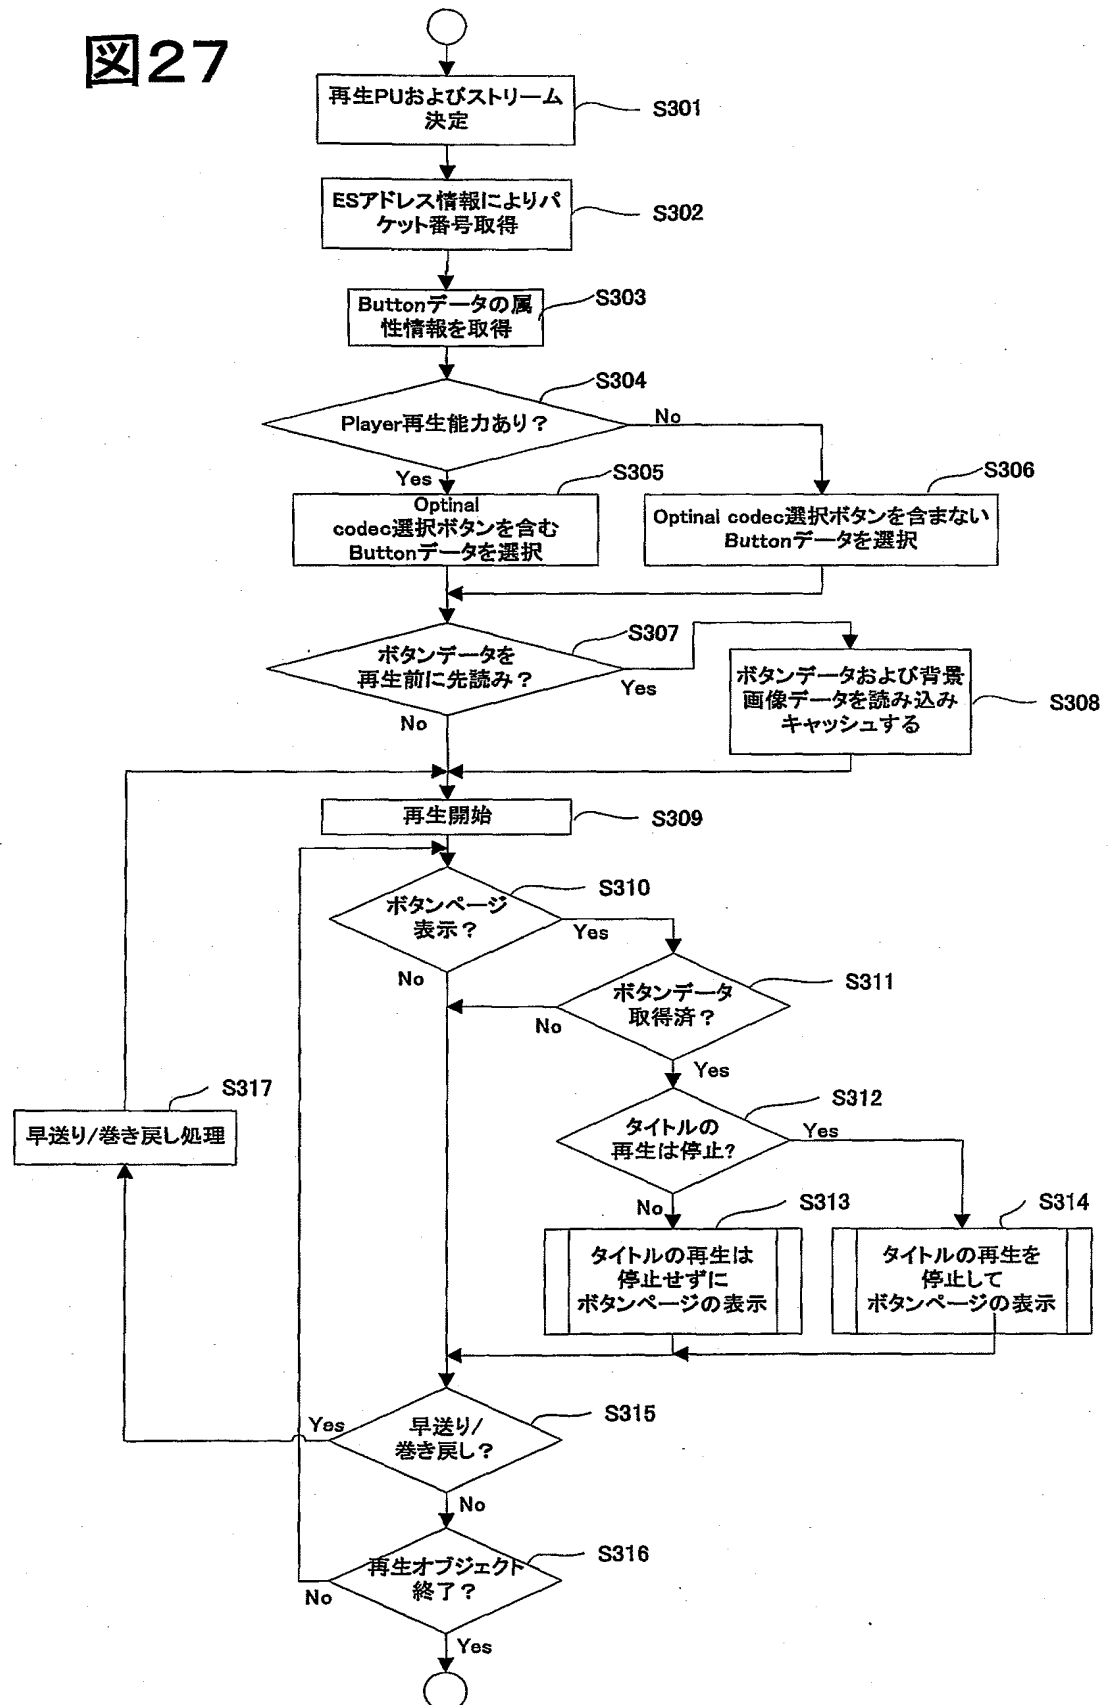 図27
再生PUおよびストリーム
決定
S301
ESアドレス情報によりパ
ケット番号取得
S302
Buttonデータの属
性情報を取得
S303
Player再生能力あり?
S304
No
Yes
Optinal
codec選択ボタンを含む
Buttonデータを選択
S305
Optinal codec選択ボタンを含まない
Buttonデータを選択
S306
ボタンデータを
再生前に先読み?
S307
Yes
No
ボタンデータおよび背景
画像データを読み込み
キャッシュする
S308
再生開始
S309
ボタンページ
表示?
S310
Yes
No
ボタンデータ
取得済?
S311
No
Yes
タイトルの
再生は停止?
S312
Yes
No
タイトルの再生は
停止せずに
ボタンページの表示
S313
タイトルの再生を
停止して
ボタンページの表示
S314
早送り/巻き戻し処理
S317
早送り/
巻き戻し?
S315
Yes
No
再生オブジェクト
終了?
S316
No
Yes